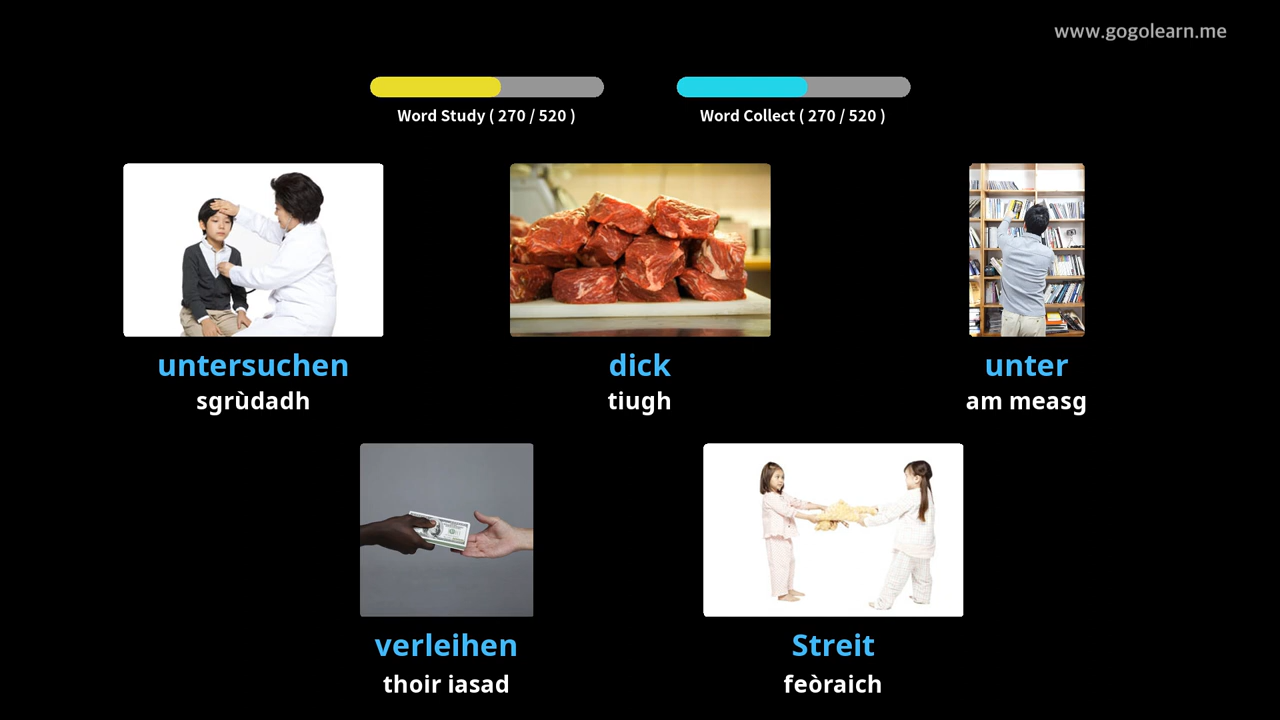 www.gogolearn.me
Word Study ( 270 / 520 )
Word Collect ( 270 / 520 )
untersuchen
sgrùdadh
dick
tiugh
unter
am measg
verleihen
thoir iasad
Streit
feòraich